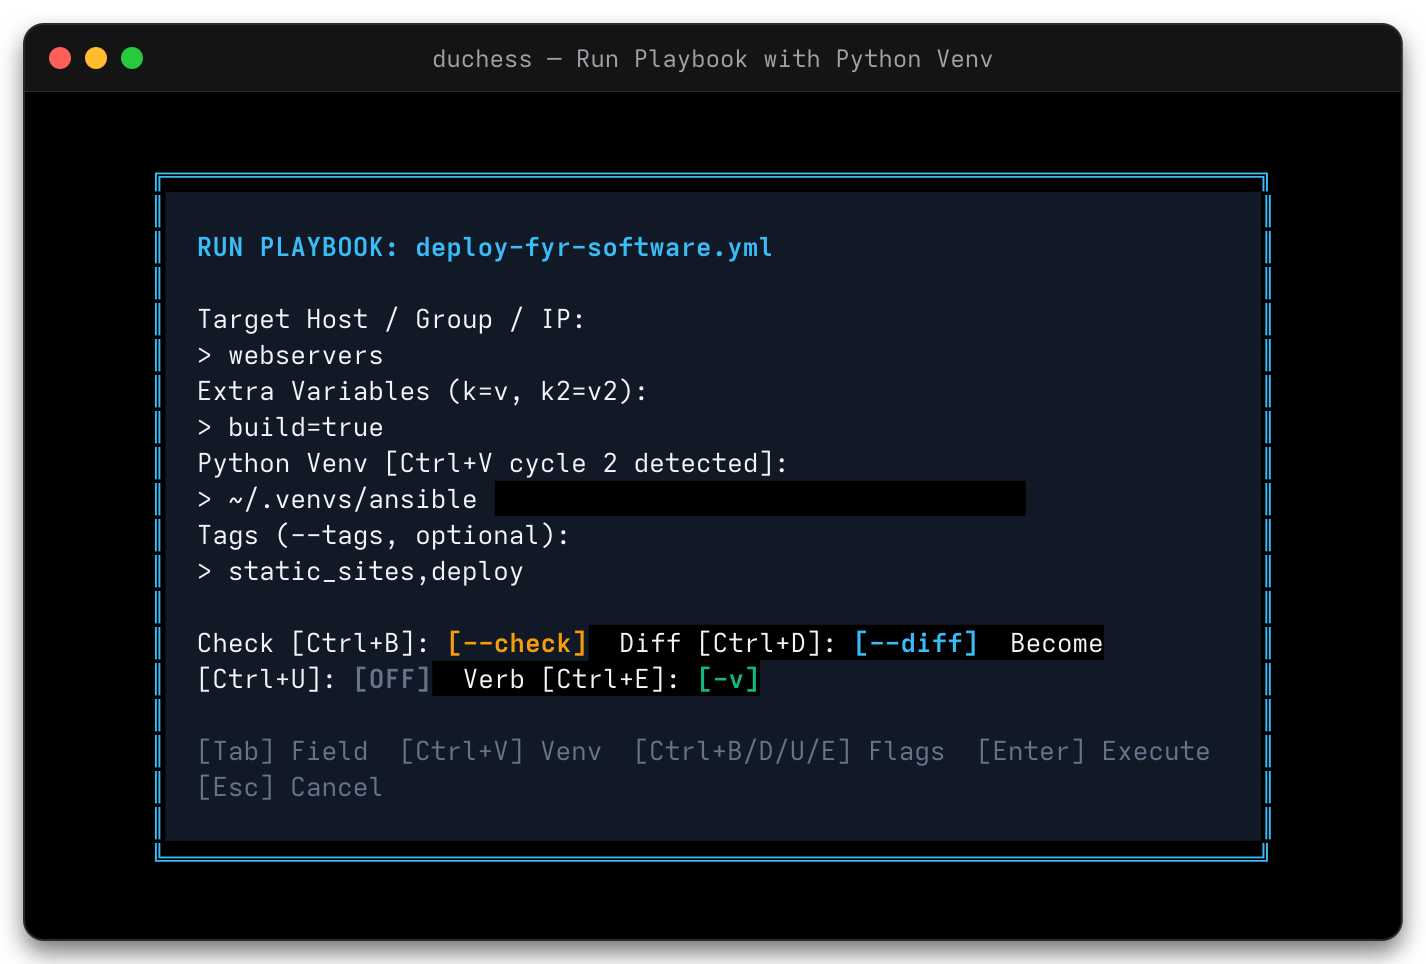 duchess — Run Playbook with Python Venv
RUN PLAYBOOK: deploy-fyr-software.yml
Target Host / Group / IP:
> webservers
Extra Variables (k=v, k2=v2):
> build=true
Python Venv [Ctrl+V cycle 2 detected]:
> ~/.venvs/ansible
Tags (--tags, optional):
> static_sites,deploy
Check [Ctrl+B]: [--check]  Diff [Ctrl+D]: [--diff]  Become
[Ctrl+U]: [OFF]  Verb [Ctrl+E]: [-v]
[Tab] Field  [Ctrl+V] Venv  [Ctrl+B/D/U/E] Flags  [Enter] Execute
[Esc] Cancel